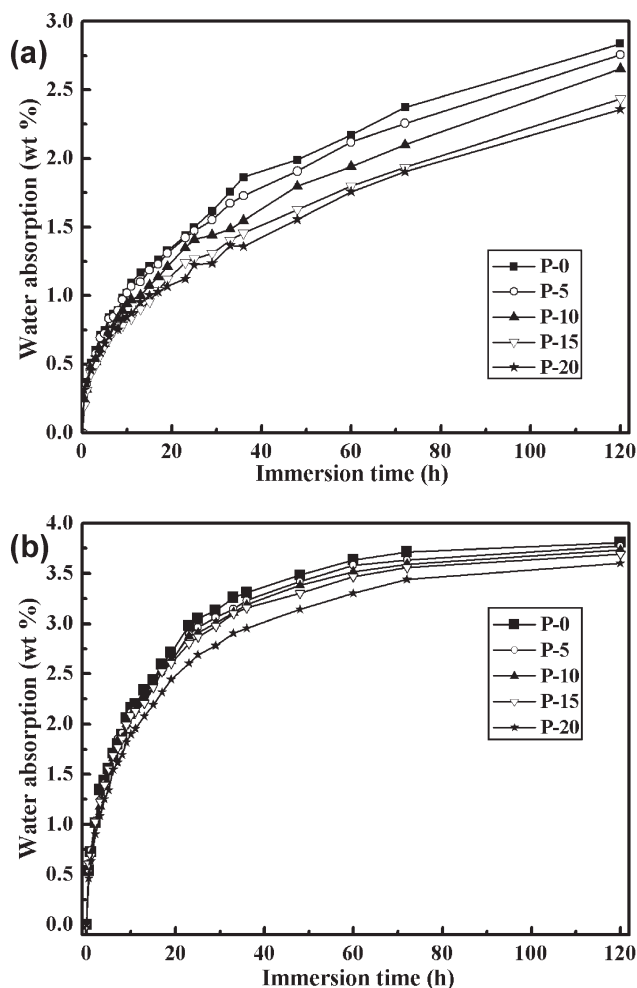 (a)
3.0
2.5
2.0
1.5
1.0
0.5
0.0
Water absorption (wt %)
P-0
P-5
P-10
P-15
P-20
0 20 40 60 80 100 120
Immersion time (h)
(b)
4.0
3.5
3.0
2.5
2.0
1.5
1.0
0.5
0.0
Water absorption (wt %)
P-0
P-5
P-10
P-15
P-20
0 20 40 60 80 100 120
Immersion time (h)